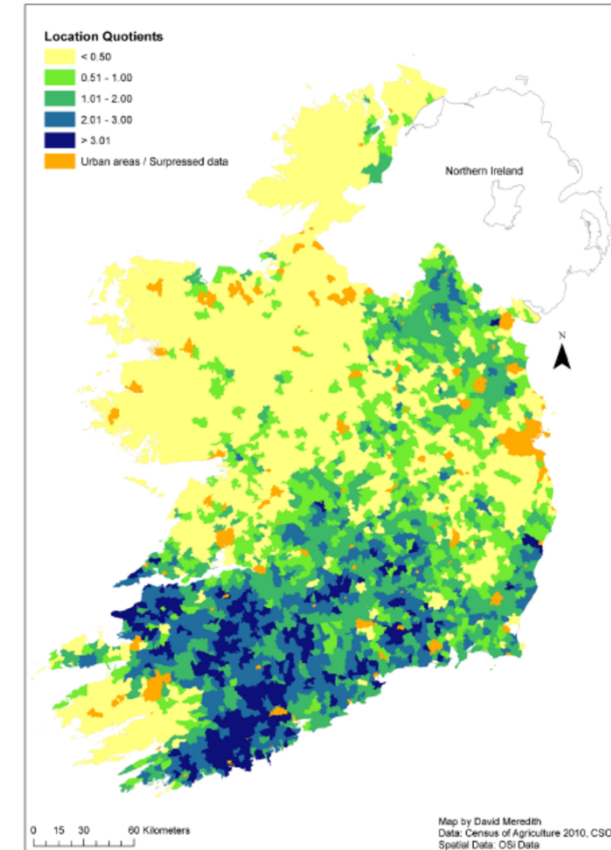 Location Quotients
< 0.50
0.51 - 1.00
1.01 - 2.00
2.01 - 3.00
> 3.01
Urban areas / Surpressed data
Northern Ireland
N
0 15 30 60 Kilometers
Map by David Meredith
Data: Census of Agriculture 2010, CSO
Spatial Data: OSi Data